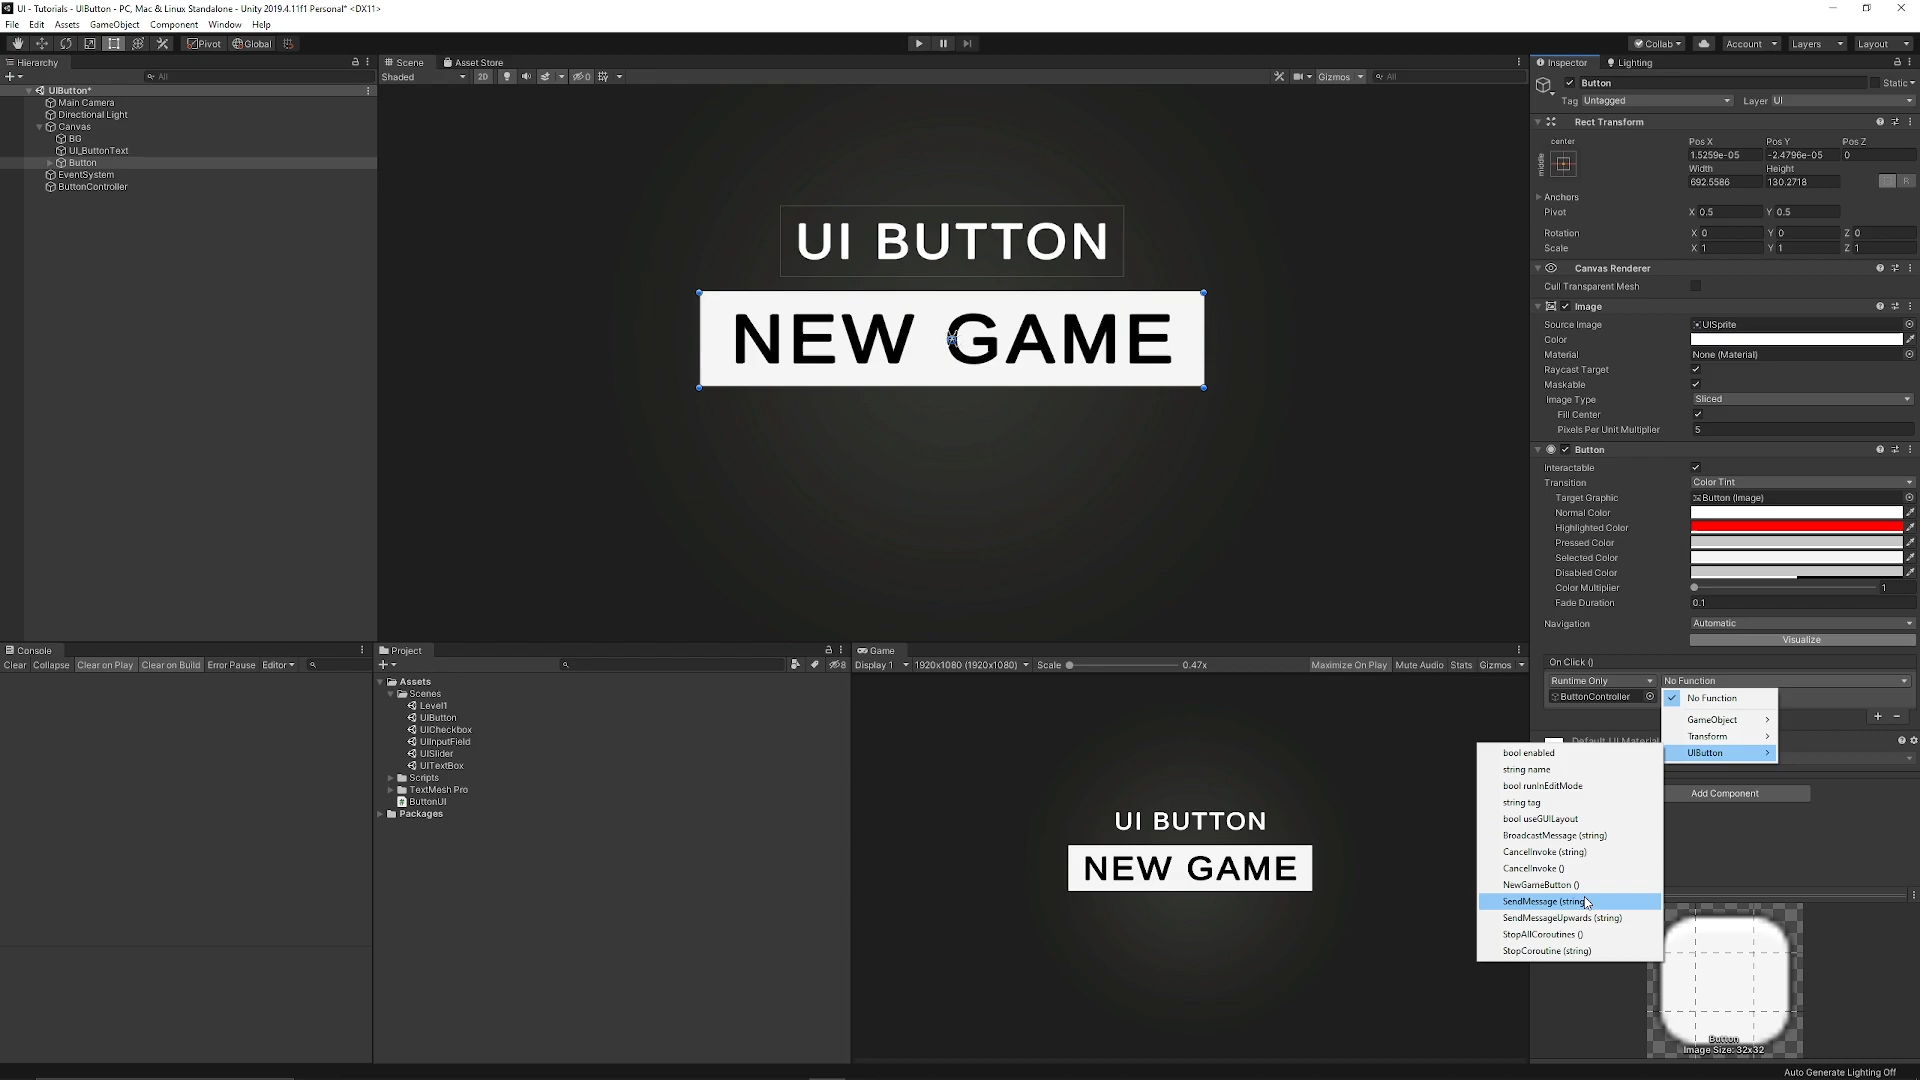 UI - Tutorials - UIButton - PC, Mac & Linux Standalone - Unity 2019.4.11f1 Personal* <DX11>
File Edit Assets GameObject Component Window Help
Pivot Global Collab Account Layers Layout
Hierarchy
All
UIButton*
Main Camera
Directional Light
Canvas
BG
UI_ButtonText
Button
EventSystem
ButtonController
Scene Asset Store
Shaded 2D 0 Gizmos All
UI BUTTON
NEW GAME
Inspector Lighting
Button Static
Tag Untagged Layer UI
Rect Transform
center
middle
Pos X Pos Y Pos Z
1.5259e-05 -2.4796e-05 0
Width Height
692.5586 130.2718
R
Anchors
Pivot X 0.5 Y 0.5
Rotation X 0 Y 0 Z 0
Scale X 1 Y 1 Z 1
Canvas Renderer
Cull Transparent Mesh
Image
Source Image UISprite
Color
Material None (Material)
Raycast Target
Maskable
Image Type Sliced
Fill Center
Pixels Per Unit Multiplier 5
Button
Interactable
Transition Color Tint
Target Graphic Button (Image)
Normal Color
Highlighted Color
Pressed Color
Selected Color
Disabled Color
Color Multiplier 1
Fade Duration 0.1
Navigation Automatic
Visualize
On Click ()
Runtime Only No Function
ButtonController
No Function
GameObject
Transform
UIButton
Default UI Material
bool enabled
string name
bool runInEditMode
string tag
bool useGUILayout
BroadcastMessage (string)
CancelInvoke (string)
CancelInvoke ()
NewGameButton ()
SendMessage (string)
SendMessageUpwards (string)
StopAllCoroutines ()
StopCoroutine (string)
Add Component
Button
Image Size: 32x32
Console
Clear Collapse Clear on Play Clear on Build Error Pause Editor
Project
8
Assets
Scenes
Level1
UIButton
UICheckbox
UIInputField
UISlider
UITextBox
Scripts
TextMesh Pro
ButtonUI
Packages
Game
Display 1 1920x1080 (1920x1080) Scale 0.47x Maximize On Play Mute Audio Stats Gizmos
UI BUTTON
NEW GAME
Auto Generate Lighting Off